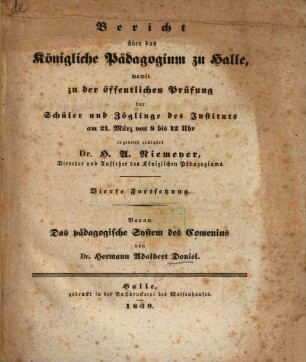 Bericht
über das
Königliche Pädagogium zu Halle,
womit
zu der öffentlichen Prüfung
der
Schüler und Zöglinge des Instituts
am 21. März von 8 bis 12 Uhr
ergebenst einladet
Dr. H. A. Niemeyer,
Director und Aufseher des Königlichen Pädagogiums.
Vierte Fortsetzung.
Voran
Das pädagogische System des Comenius
von
Dr. Hermann Adalbert Daniel.
Halle,
gedruckt in der Buchdruckerei des Waisenhauses.
1839.